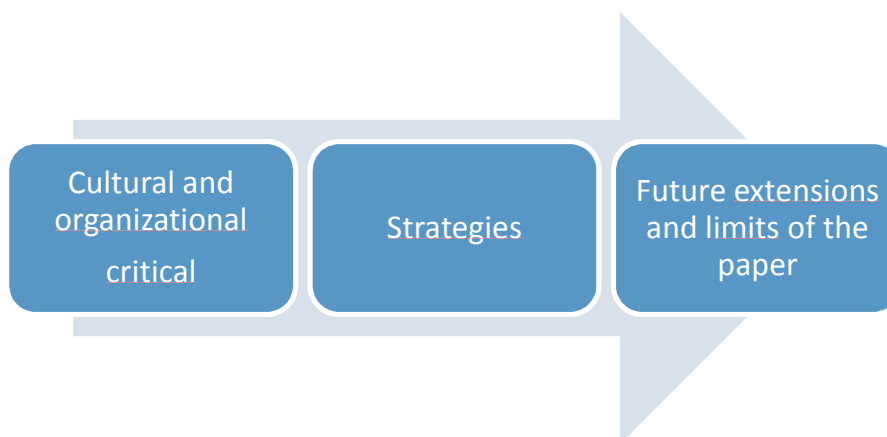 Cultural and
organizational
critical
Strategies
Future extensions
and limits of the
paper